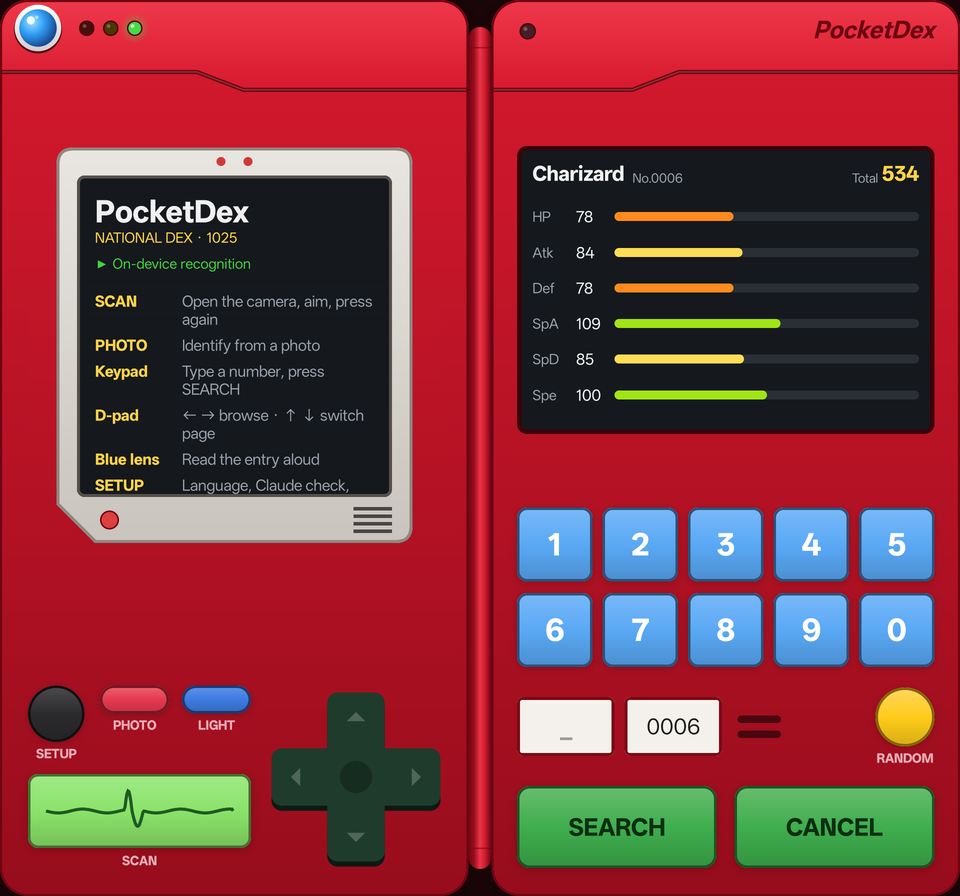 PocketDex
PocketDex
NATIONAL DEX · 1025
► On-device recognition
SCAN Open the camera, aim, press
again
PHOTO Identify from a photo
Keypad Type a number, press
SEARCH
D-pad ← → browse · ↑ ↓ switch
page
Blue lens Read the entry aloud
SETUP Language, Claude check,
PHOTO LIGHT
SETUP
SCAN
Charizard No.0006 Total 534
HP 78
Atk 84
Def 78
SpA 109
SpD 85
Spe 100
1 2 3 4 5
6 7 8 9 0
_ 0006
RANDOM
SEARCH CANCEL